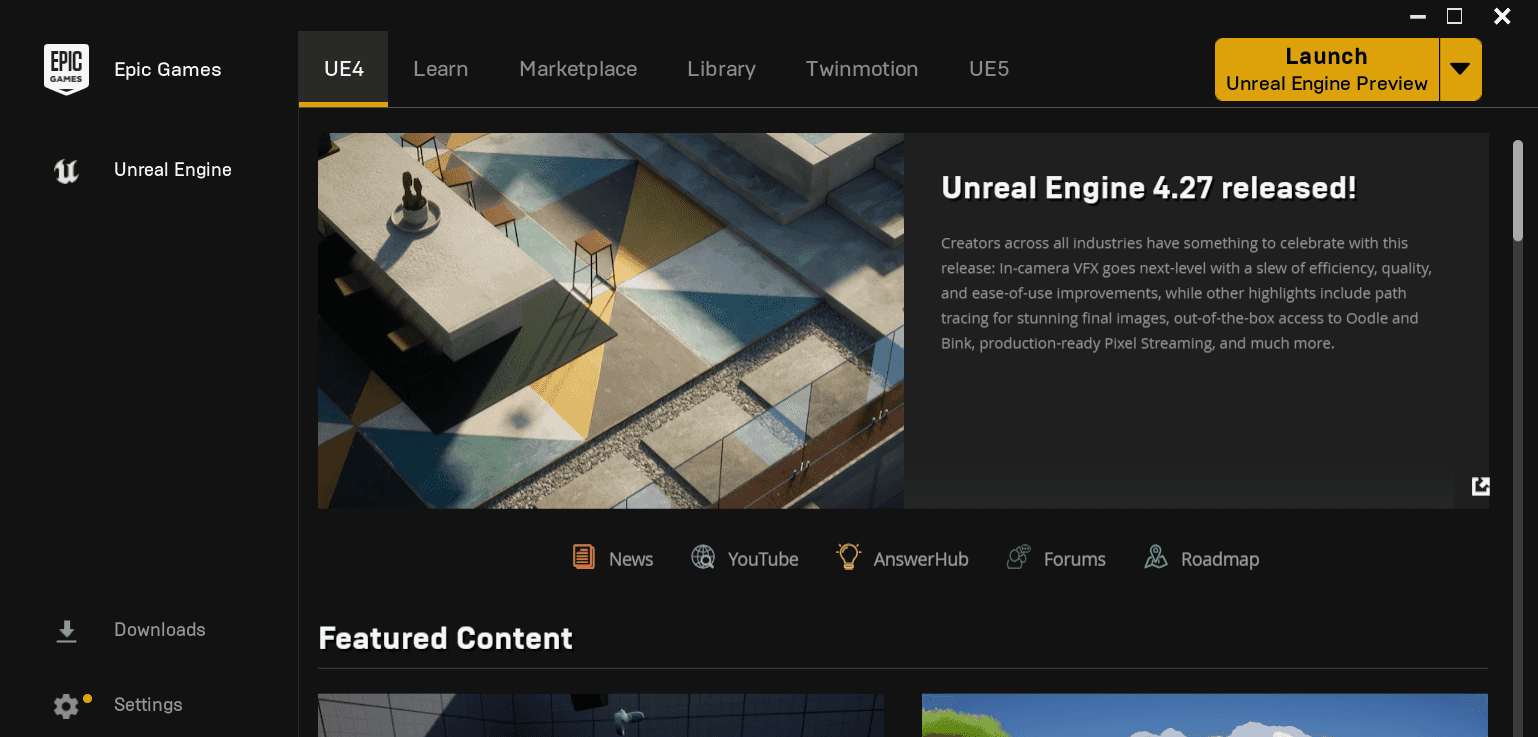 EPIC
GAMES
Epic Games
UE4
Learn
Marketplace
Library
Twinmotion
UE5
Launch
Unreal Engine Preview
Unreal Engine
Unreal Engine 4.27 released!
Creators across all industries have something to celebrate with this
release: In-camera VFX goes next-level with a slew of efficiency, quality,
and ease-of-use improvements, while other highlights include path
tracing for stunning final images, out-of-the-box access to Oodle and
Bink, production-ready Pixel Streaming, and much more.
News
YouTube
AnswerHub
Forums
Roadmap
Featured Content
Downloads
Settings